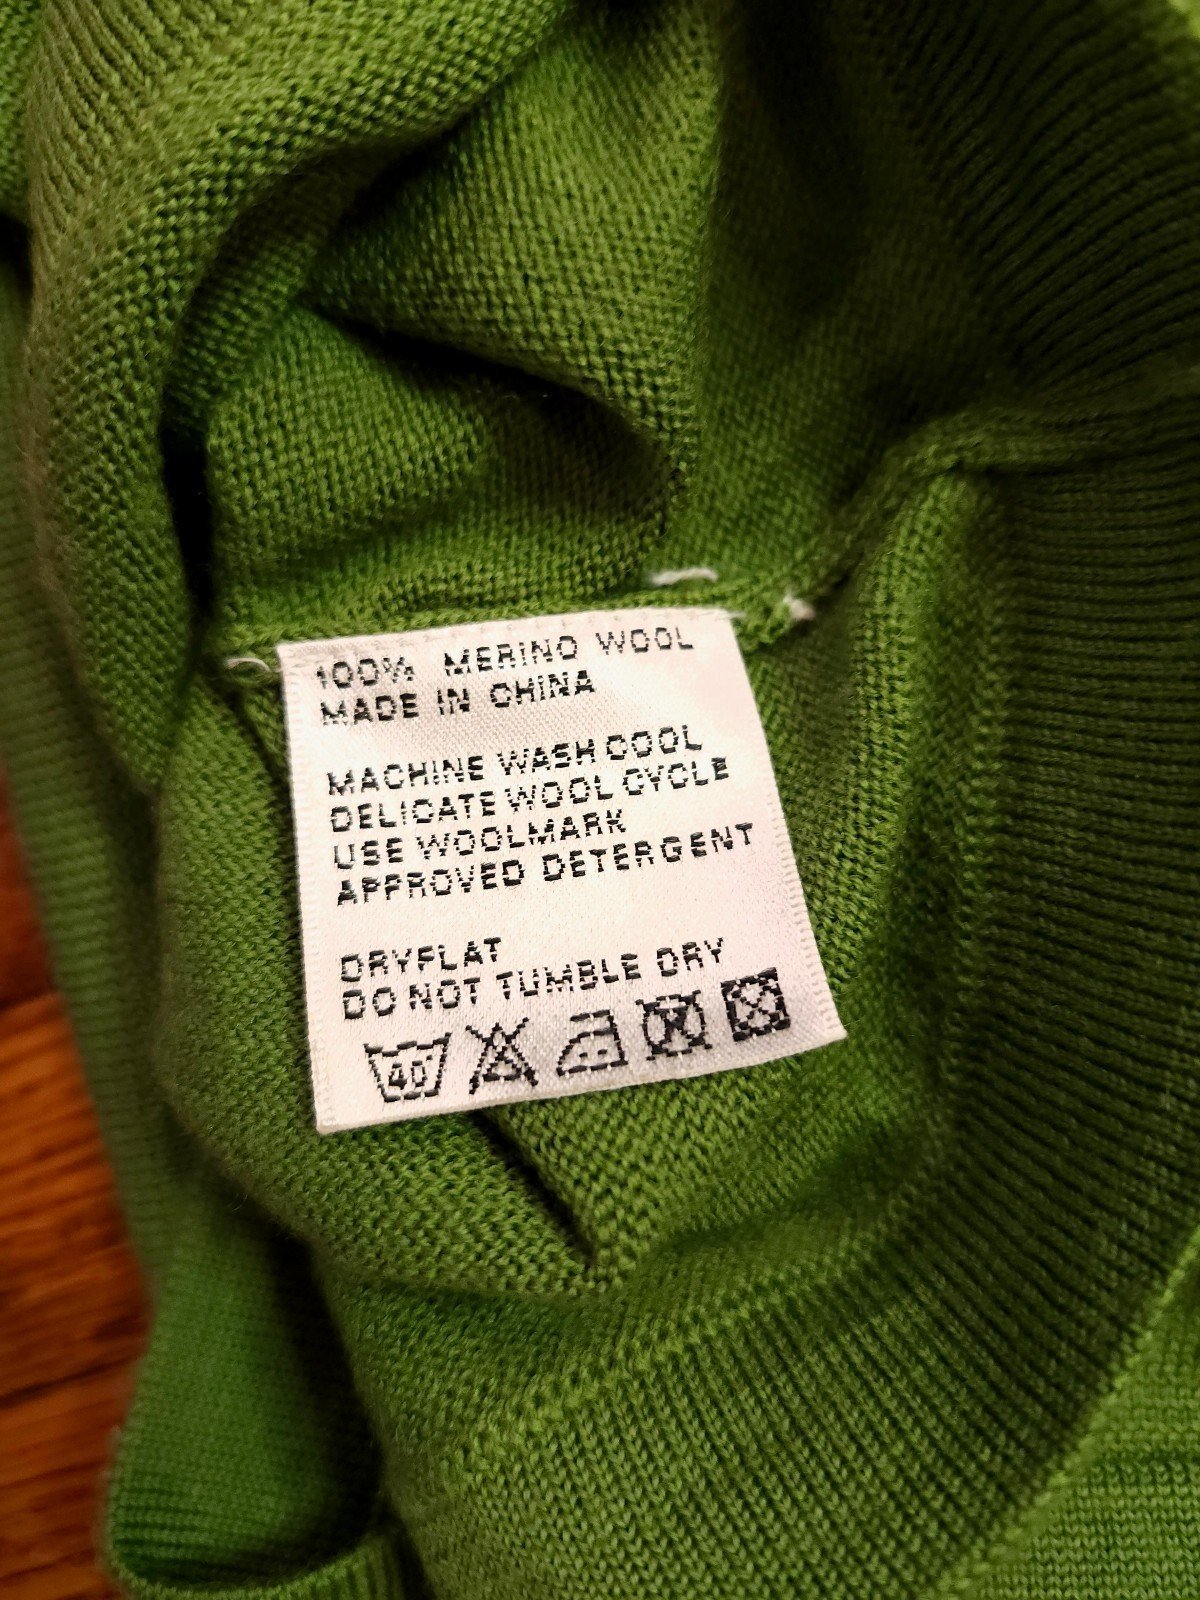 100% MERINO WOOL
MADE IN CHINA
MACHINE WASH COOL
DELICATE WOOL CYCLE
USE WOOLMARK
APPROVED DETERGENT
DRYFLAT
DO NOT TUMBLE DRY
40°